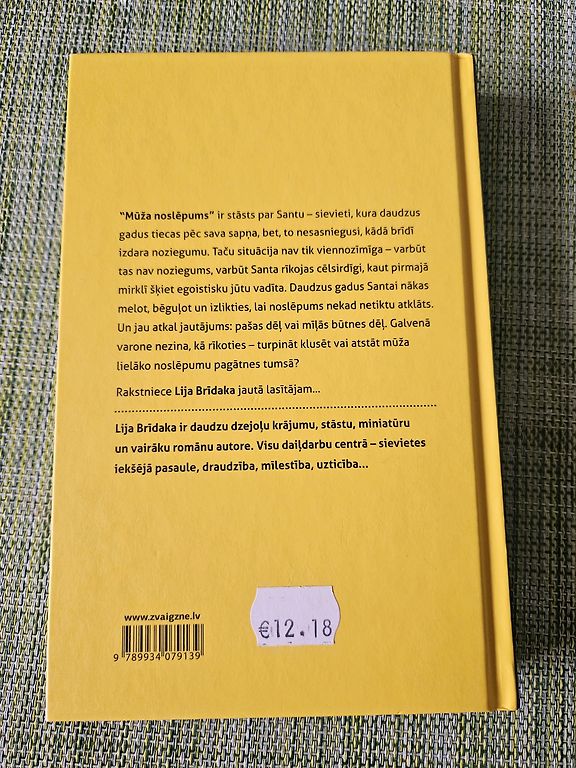 “Mūža noslēpums” ir stāsts par Santu – sievieti, kura daudzus
gadus tiecas pēc sava sapņa, bet, to nesasniegusi, kādā brīdī
izdara noziegumu. Taču situācija nav tik viennozīmīga – varbūt
tas nav noziegums, varbūt Santa rīkojas cēlsirdīgi, kaut pirmajā
mirklī šķiet egoistisku jūtu vadīta. Daudzus gadus Santai nākas
melot, bēguļot un izlikties, lai noslēpums nekad netiktu atklāts.
Un jau atkal jautājums: pašas dēļ vai mīļās būtnes dēļ. Galvenā
varone nezina, kā rīkoties – turpināt klusēt vai atstāt mūža
lielāko noslēpumu pagātnes tumsā?
Rakstniece Lija Brīdaka jautā lasītājam...
Lija Brīdaka ir daudzu dzejoļu krājumu, stāstu, miniatūru
un vairāku romānu autore. Visu daiļdarbu centrā – sievietes
iekšējā pasaule, draudzība, mīlestība, uzticība...
www.zvaigzne.lv
€12.18
9 789934 079139